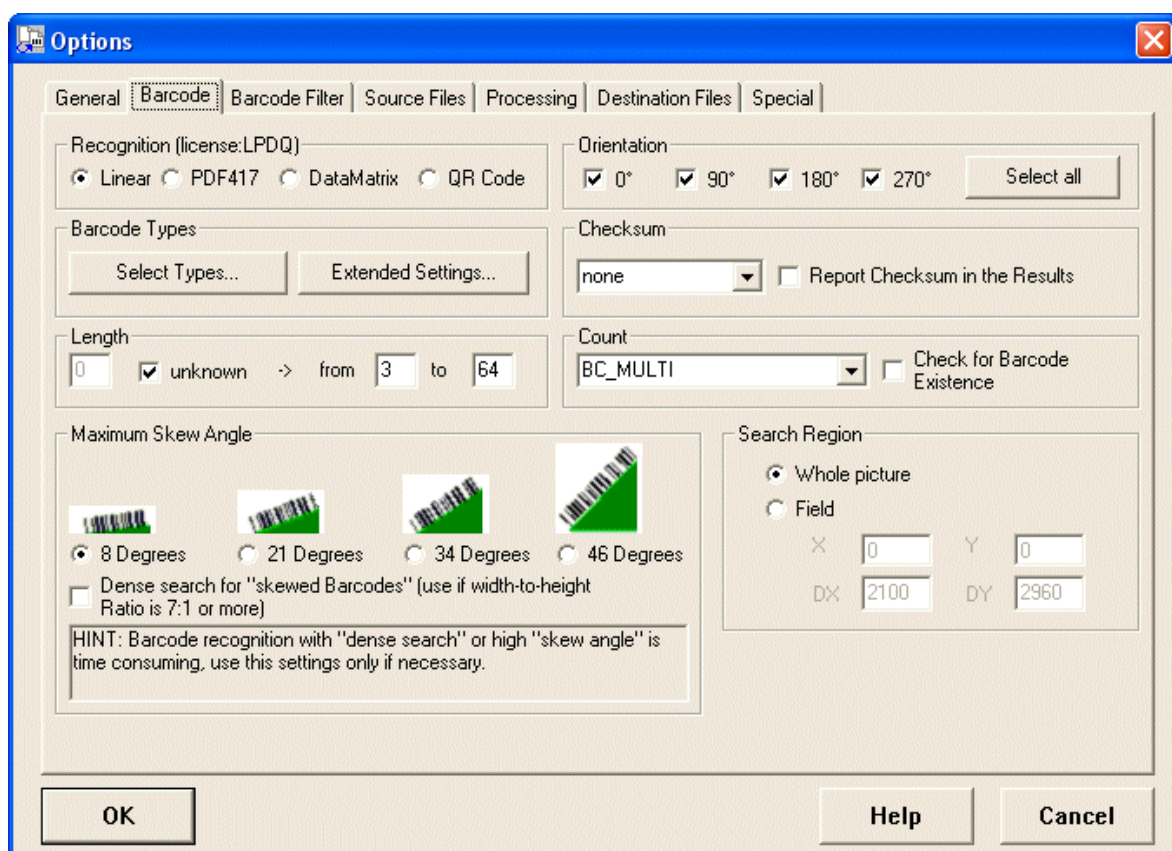 Options
General Barcode Barcode Filter Source Files Processing Destination Files Special
Recognition (license:LPDQ)
Linear PDF417 DataMatrix QR Code
Orientation
0° 90° 180° 270° Select all
Barcode Types
Select Types... Extended Settings...
Checksum
none Report Checksum in the Results
Length
0 unknown -> from 3 to 64
Count
BC_MULTI Check for Barcode
Existence
Maximum Skew Angle
8 Degrees 21 Degrees 34 Degrees 46 Degrees
Dense search for "skewed Barcodes" (use if width-to-height
Ratio is 7:1 or more)
HINT: Barcode recognition with "dense search" or high "skew angle" is
time consuming, use this settings only if necessary.
Search Region
Whole picture
Field
X 0 Y 0
DX 2100 DY 2960
OK Help Cancel